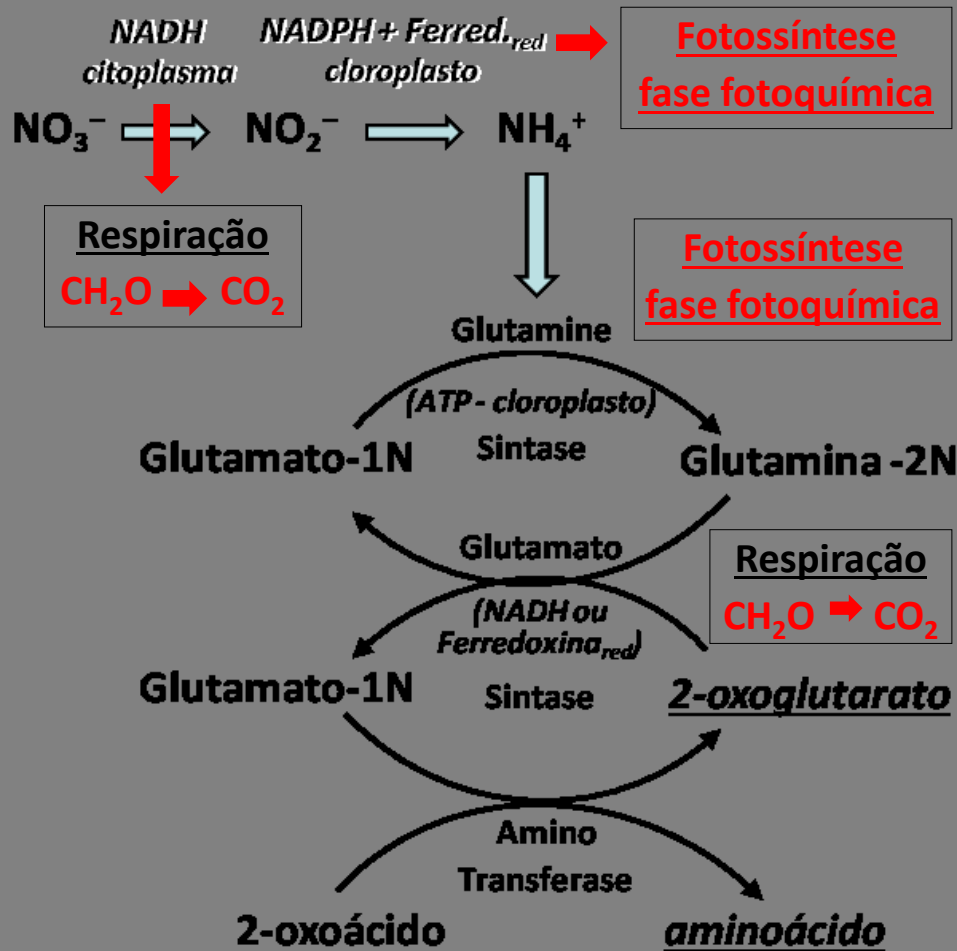 NADH
citoplasma
NADPH + Ferred.red
cloroplasto
Fotossíntese
fase fotoquímica
NO₃⁻
NO₂⁻
NH₄⁺
Respiração
CH₂O
CO₂
Fotossíntese
fase fotoquímica
Glutamine
(ATP - cloroplasto)
Sintase
Glutamato-1N
Glutamina -2N
Glutamato
(NADH ou
Ferredoxina red)
Sintase
Respiração
CH₂O
CO₂
Glutamato-1N
2-oxoglutarato
Amino
Transferase
2-oxoácido
aminoácido